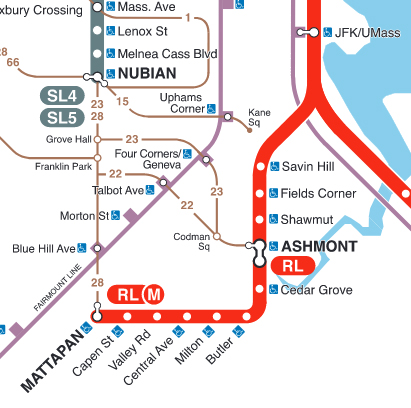 xbury Crossing
Mass. Ave
1
Lenox St
JFK/UMass
28
66
Melnea Cass Blvd
NUBIAN
SL4
23
15
Uphams
Corner
SL5
28
Kane
Sq
Grove Hall
23
Four Corners/
Geneva
Franklin Park
Savin Hill
22
Talbot Ave
23
Fields Corner
22
Morton St
Shawmut
Codman
Sq
Blue Hill Ave
ASHMONT
RL
FAIRMOUNT LINE
28
RL M
Cedar Grove
MATTAPAN
Capen St
Valley Rd
Central Ave
Milton
Butler